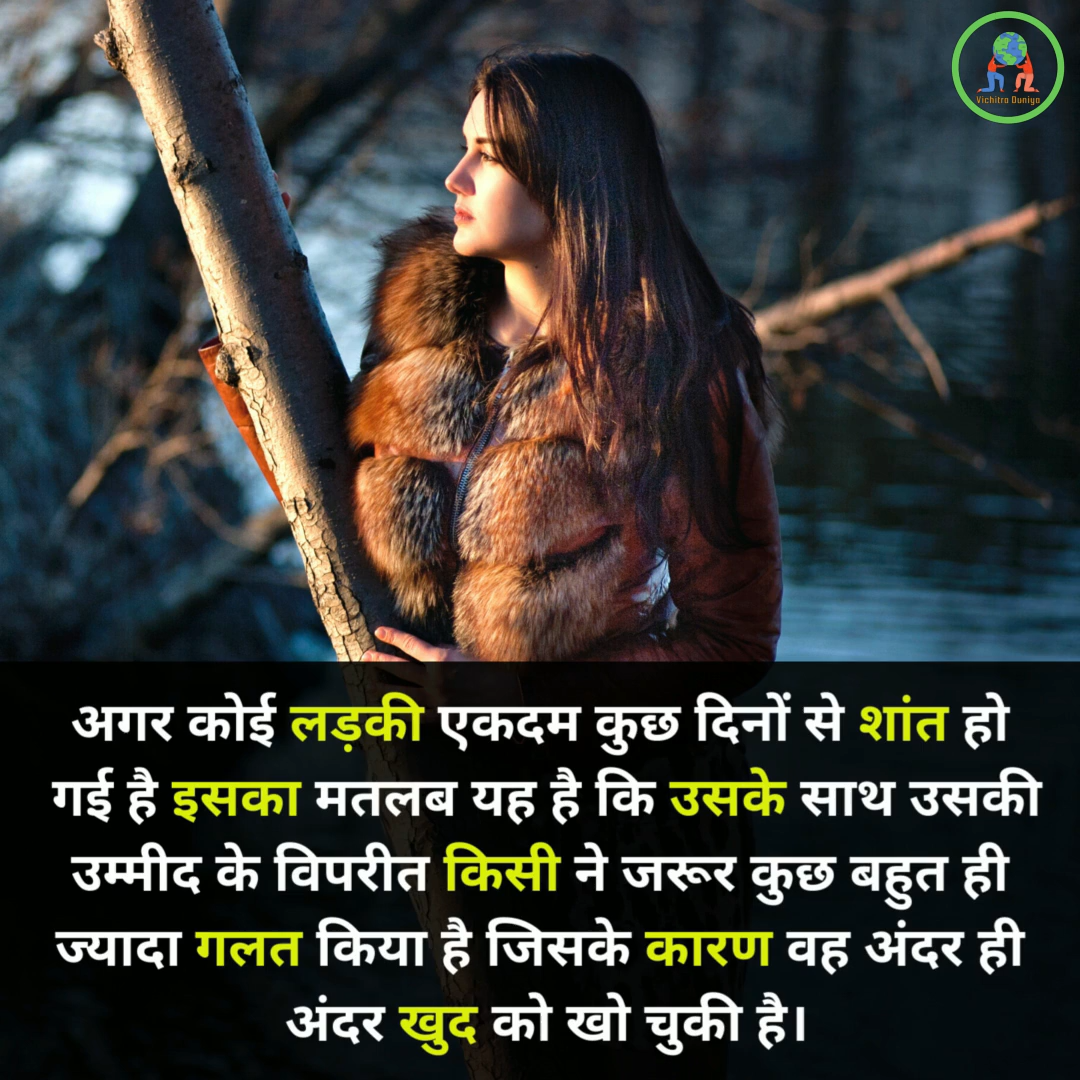 Vichitra Duniya
अगर कोई लड़की एकदम कुछ दिनों से शांत हो
गई है इसका मतलब यह है कि उसके साथ उसकी
उम्मीद के विपरीत किसी ने जरूर कुछ बहुत ही
ज्यादा गलत किया है जिसके कारण वह अंदर ही
अंदर खुद को खो चुकी है।